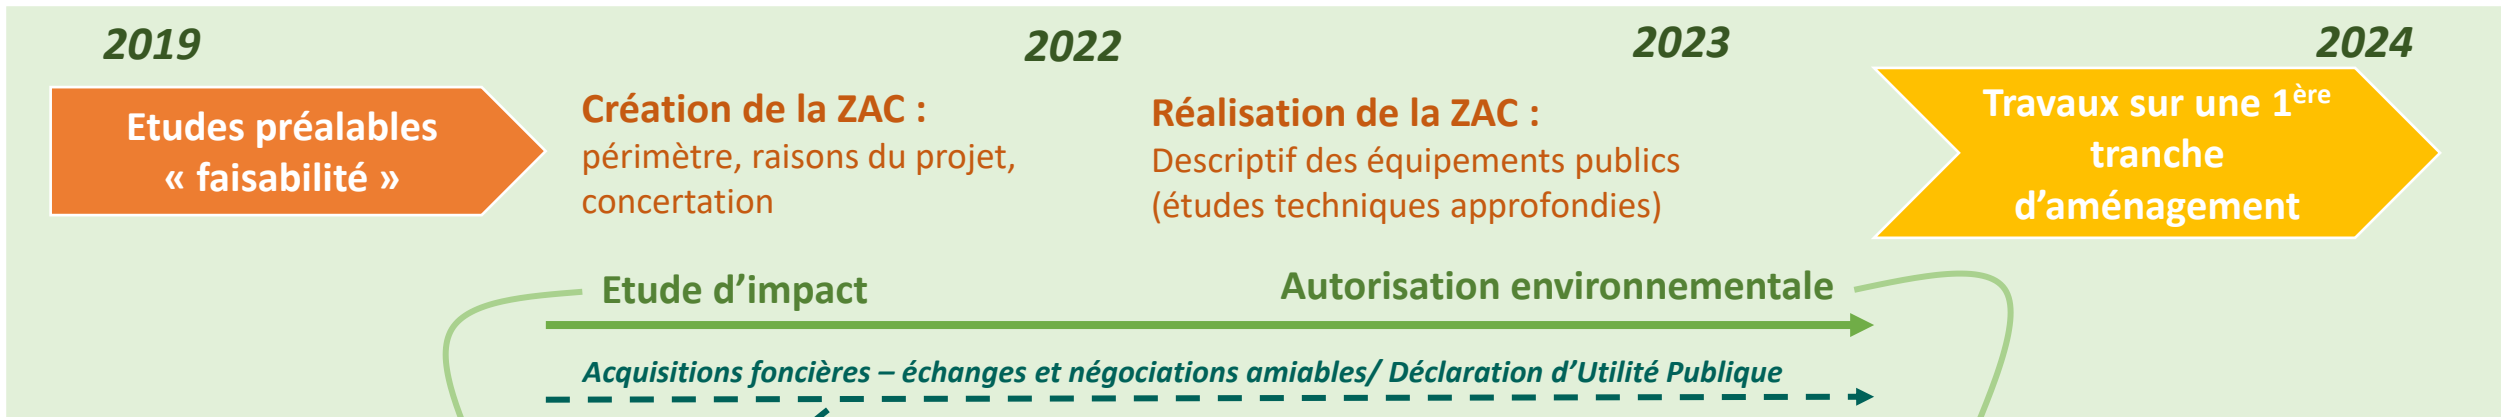 2019
2022
2023
2024
Etudes préalables
« faisabilité »
Création de la ZAC :
périmètre, raisons du projet,
concertation
Réalisation de la ZAC :
Descriptif des équipements publics
(études techniques approfondies)
Travaux sur une 1ère
tranche
d’aménagement
Etude d’impact
Autorisation environnementale
Acquisitions foncières – échanges et négociations amiables/ Déclaration d’Utilité Publique